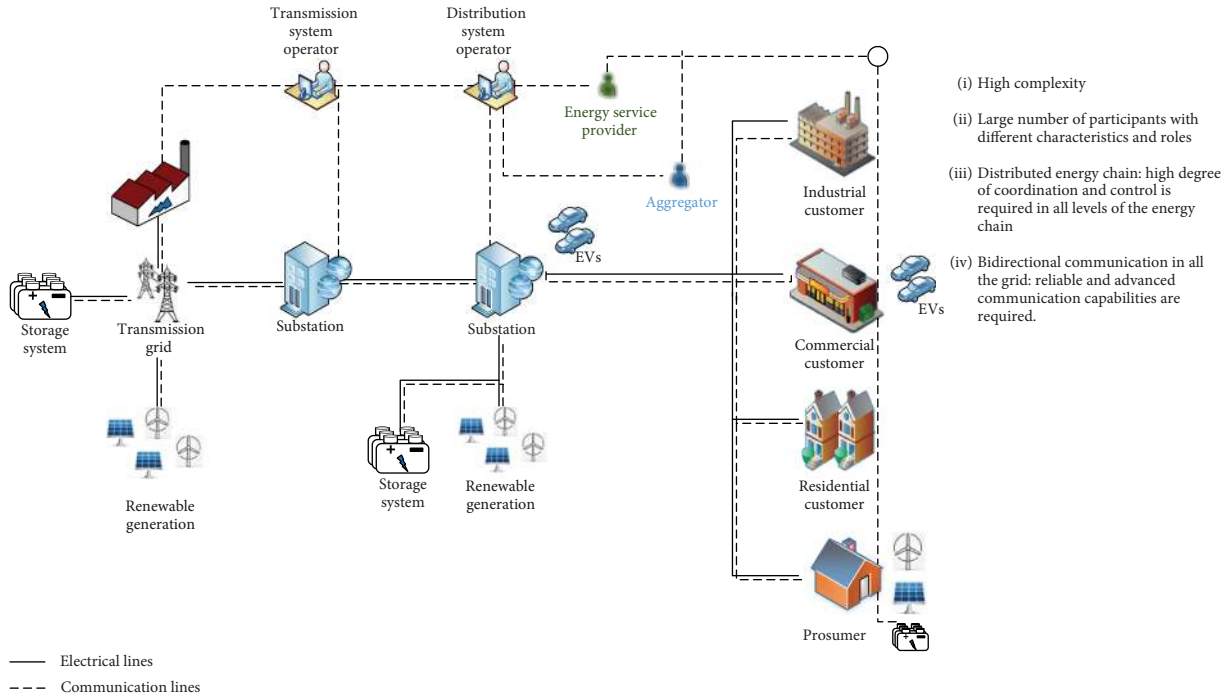 Transmission
system
operator
Distribution
system
operator
Energy service
provider
Aggregator
Industrial
customer
EVs
Storage
system
Transmission
grid
Substation
Substation
Commercial
customer
EVs
Renewable
generation
Storage
system
Renewable
generation
Residential
customer
Prosumer
(i) High complexity
(ii) Large number of participants with
different characteristics and roles
(iii) Distributed energy chain: high degree
of coordination and control is
required in all levels of the energy
chain
(iv) Bidirectional communication in all
the grid: reliable and advanced
communication capabilities are
required.
Electrical lines
Communication lines